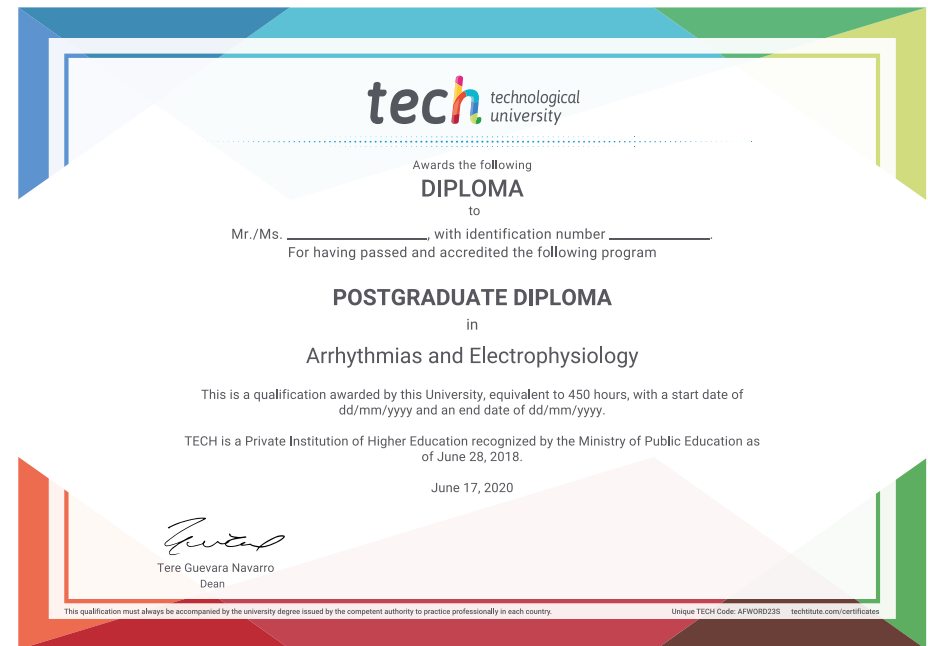 tech technological
university
Awards the following
DIPLOMA
to
Mr./Ms. ____________________, with identification number ______________.
For having passed and accredited the following program
POSTGRADUATE DIPLOMA
in
Arrhythmias and Electrophysiology
This is a qualification awarded by this University, equivalent to 450 hours, with a start date of
dd/mm/yyyy and an end date of dd/mm/yyyy.
TECH is a Private Institution of Higher Education recognized by the Ministry of Public Education as
of June 28, 2018.
June 17, 2020
Tere Guevara Navarro
Dean
This qualification must always be accompanied by the university degree issued by the competent authority to practice professionally in each country.
Unique TECH Code: AFWORD23S techtitute.com/certificates